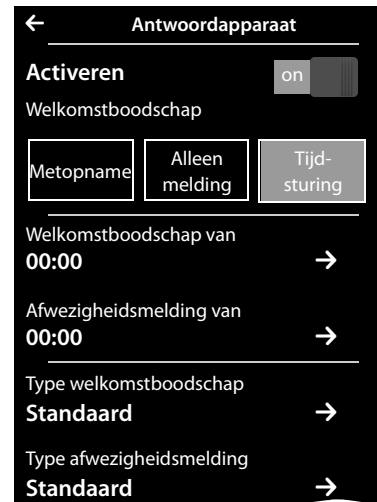 Antwoordapparaat
Activeren on
Welkomstboodschap
Metopname
Alleen
melding
Tijd-
sturing
Welkomstboodschap van
00:00
Afwezigheidsmelding van
00:00
Type welkomstboodschap
Standaard
Type afwezigheidsmelding
Standaard